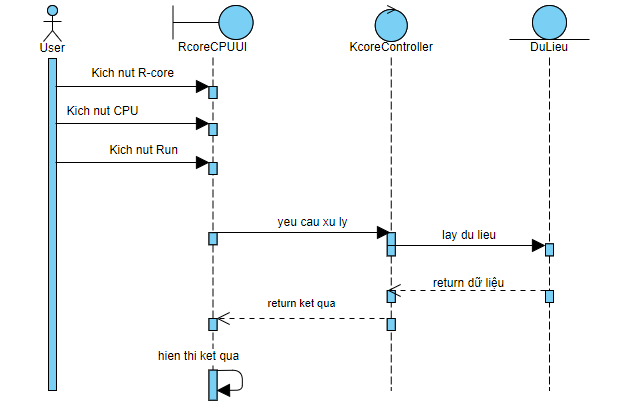 User
RcoreCPUUI
KcoreController
DuLieu
Kich nut R-core
Kich nut CPU
Kich nut Run
yeu cau xu ly
lay du lieu
return dữ liệu
return ket qua
hien thi ket qua